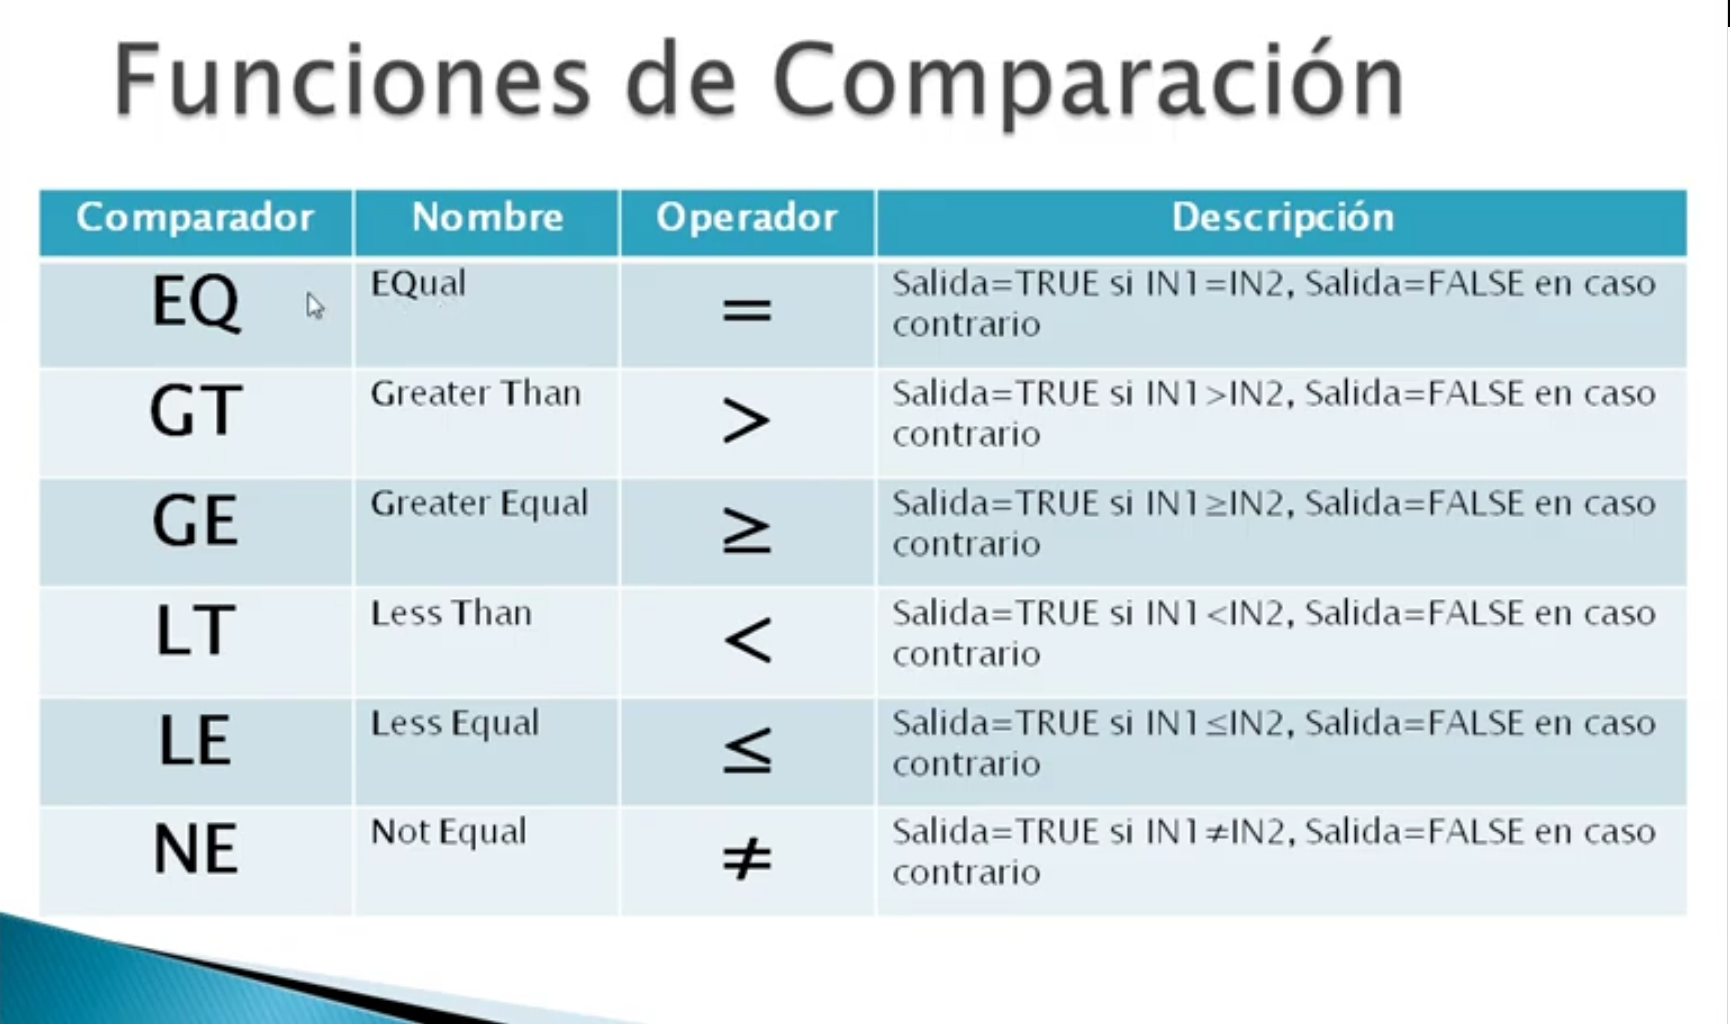 Funciones de Comparación
Comparador Nombre Operador Descripción
EQ EQual = Salida=TRUE si IN1=IN2, Salida=FALSE en caso
contrario
GT Greater Than > Salida=TRUE si IN1>IN2, Salida=FALSE en caso
contrario
GE Greater Equal ≥ Salida=TRUE si IN1≥IN2, Salida=FALSE en caso
contrario
LT Less Than < Salida=TRUE si IN1<IN2, Salida=FALSE en caso
contrario
LE Less Equal ≤ Salida=TRUE si IN1≤IN2, Salida=FALSE en caso
contrario
NE Not Equal ≠ Salida=TRUE si IN1≠IN2, Salida=FALSE en caso
contrario